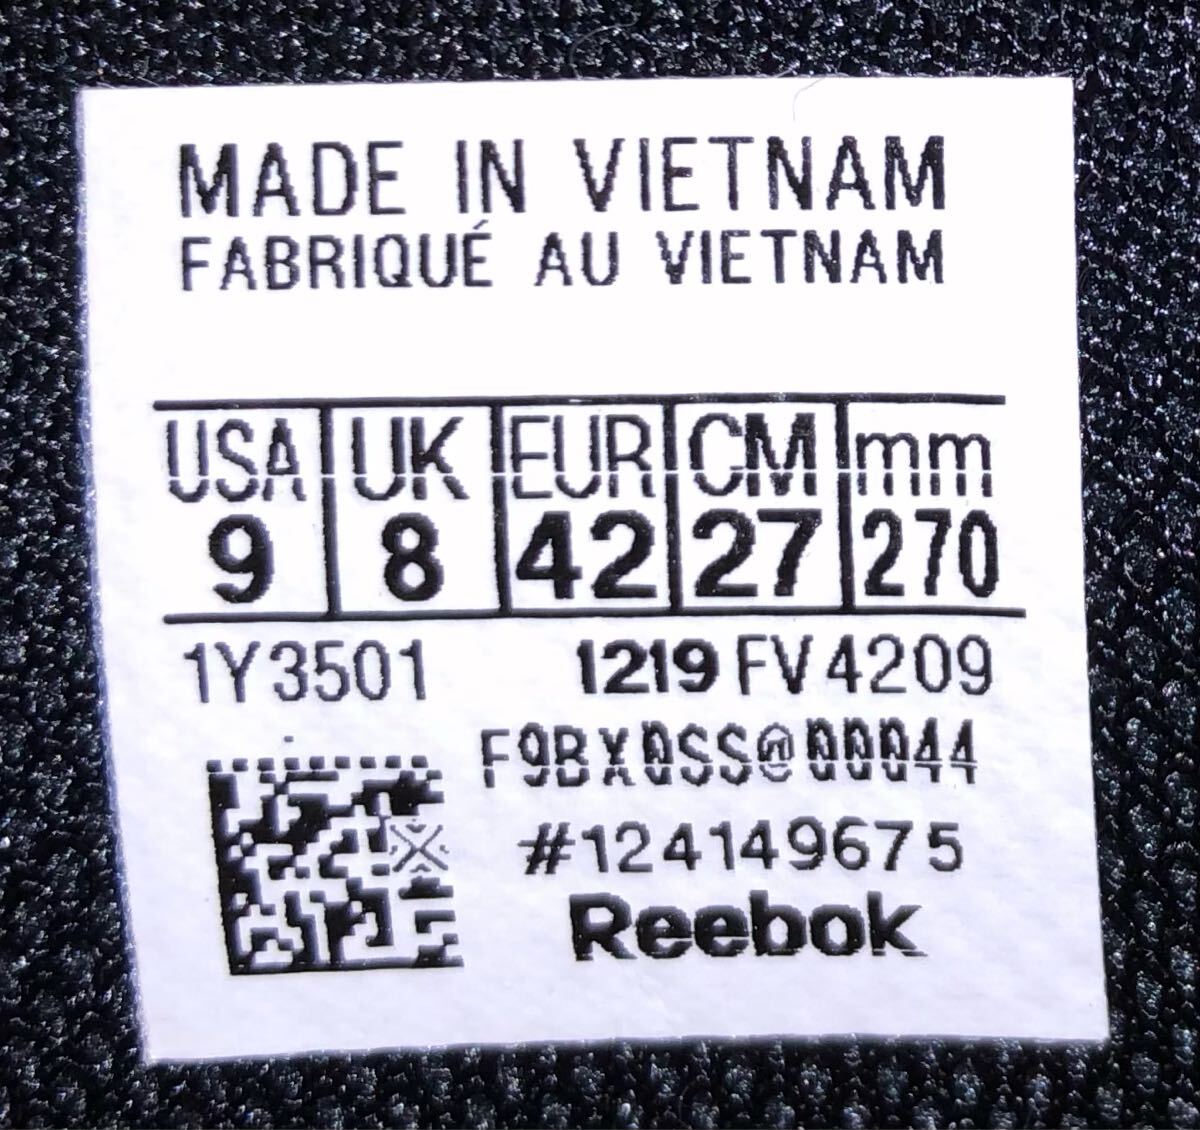 MADE IN VIETNAM
FABRIQUÉ AU VIETNAM
USA UK EUR CM mm
9 8 42 27 270
1Y3501 1219 FV4209
F9BX0SS@00044
#124149675
Reebok